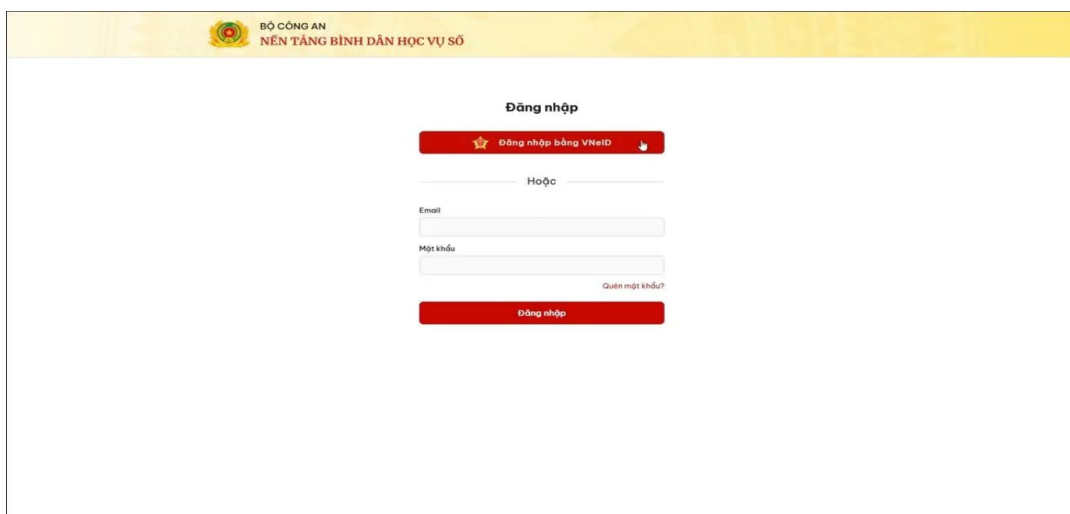 BỘ CÔNG AN
NỀN TẢNG BÌNH DÂN HỌC VỤ SỐ
Đăng nhập
Đăng nhập bằng VNeID
Hoặc
Email
Mật khẩu
Quên mật khẩu?
Đăng nhập